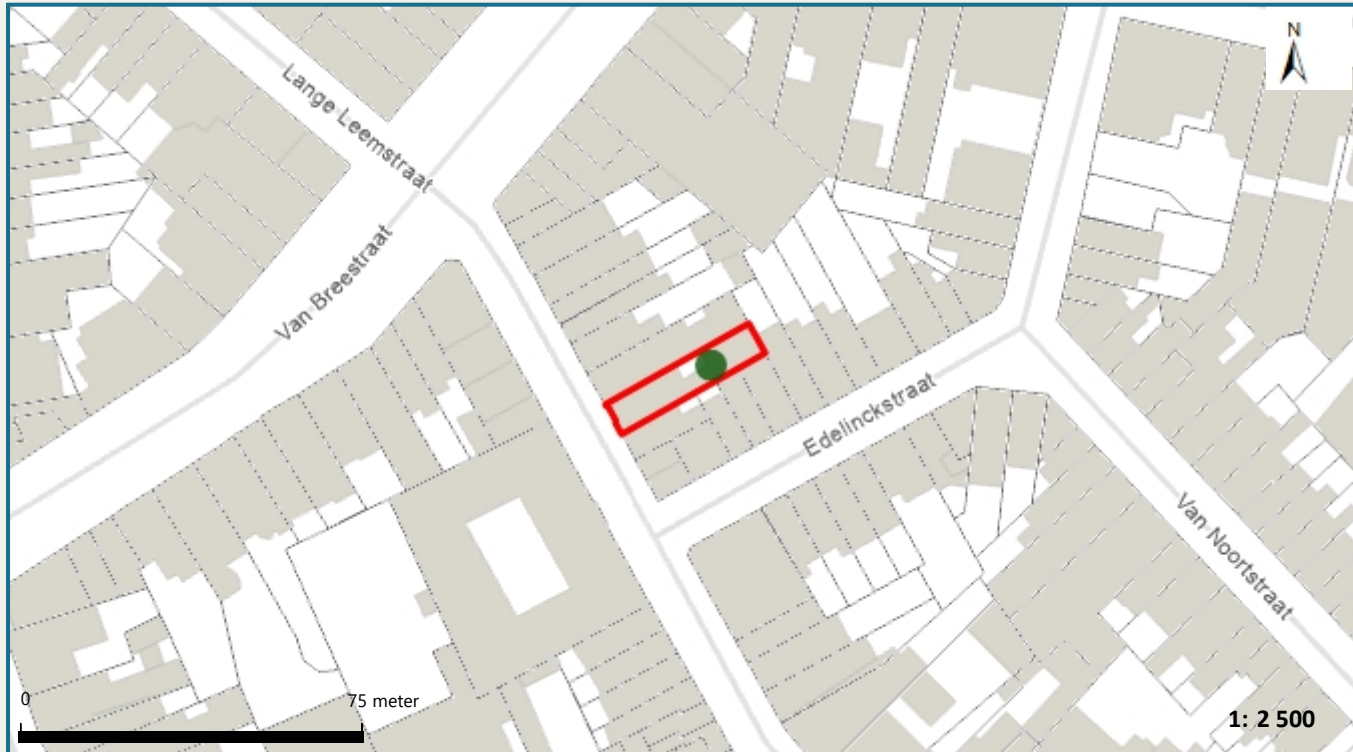 N
Lange Leemstraat
Van Breestraat
Edelinckstraat
Van Noortstraat
0
75 meter
1: 2 500